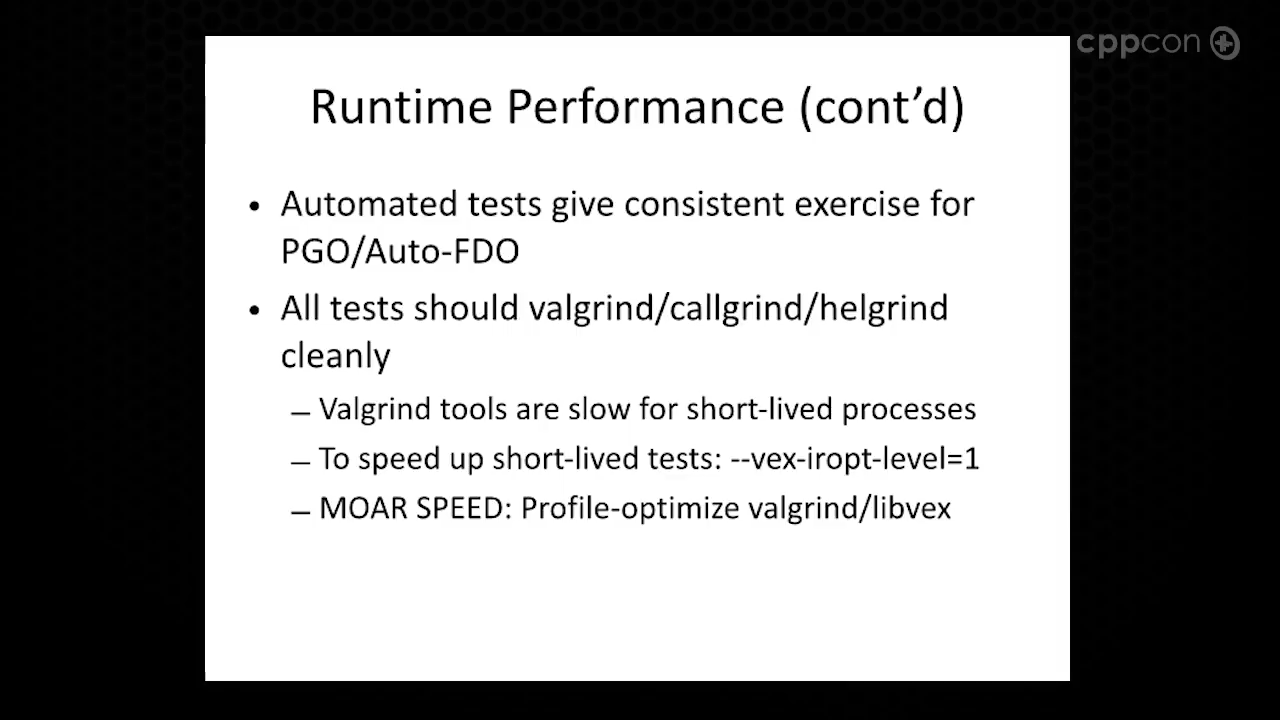 cppcon
Runtime Performance (cont’d)
• Automated tests give consistent exercise for
PGO/Auto-FDO
• All tests should valgrind/callgrind/helgrind
cleanly
– Valgrind tools are slow for short-lived processes
– To speed up short-lived tests: --vex-iropt-level=1
– MOAR SPEED: Profile-optimize valgrind/libvex